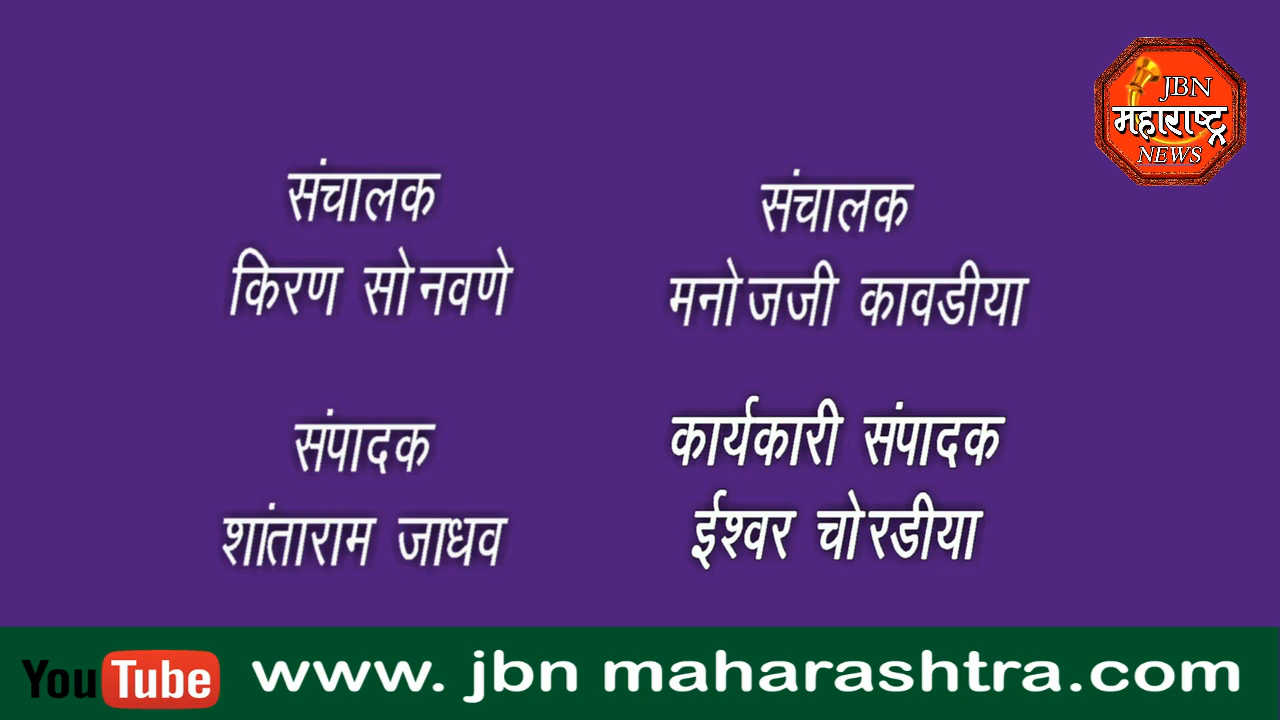 JBN
महाराष्ट्र
NEWS
संचालक
किरण सोनवणे
संचालक
मनोजजी कावडीया
संपादक
शांताराम जाधव
कार्यकारी संपादक
ईश्वर चोरडीया
YouTube www. jbn maharashtra.com